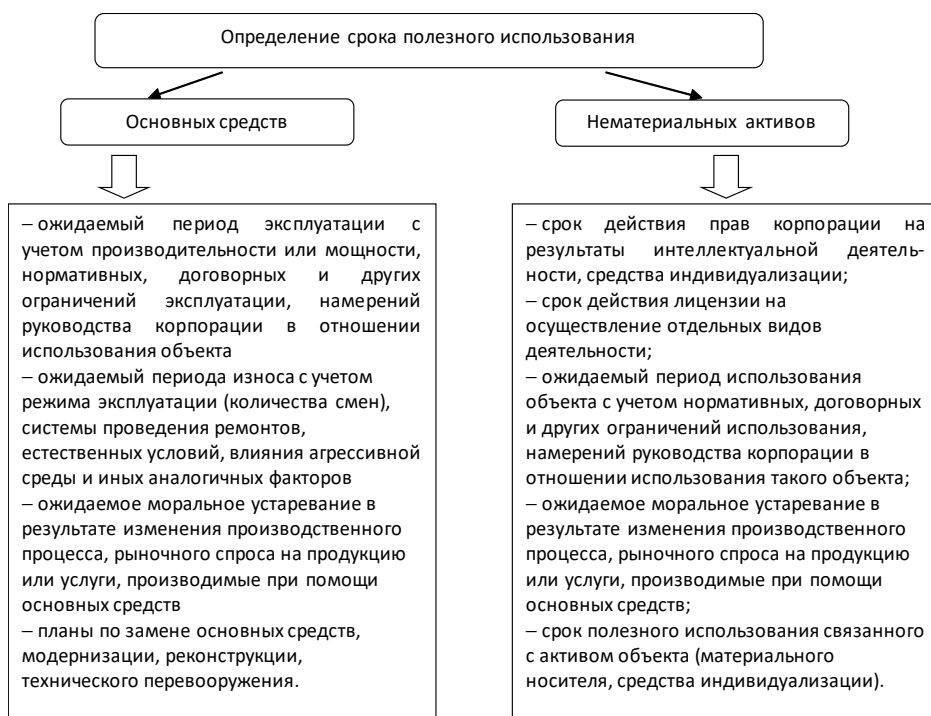 Определение срока полезного использования
Основных средств
Нематериальных активов
– ожидаемый период эксплуатации с
учетом производительности или мощности,
нормативных, договорных и других
ограничений эксплуатации, намерений
руководства корпорации в отношении
использования объекта
– ожидаемый периода износа с учетом
режима эксплуатации (количества смен),
системы проведения ремонтов,
естественных условий, влияния агрессивной
среды и иных аналогичных факторов
– ожидаемое моральное устаревание в
результате изменения производственного
процесса, рыночного спроса на продукцию
или услуги, производимые при помощи
основных средств
– планы по замене основных средств,
модернизации, реконструкции,
технического перевооружения.
– срок действия прав корпорации на
результаты интеллектуальной деятель-
ности, средства индивидуализации;
– срок действия лицензии на
осуществление отдельных видов
деятельности;
– ожидаемый период использования
объекта с учетом нормативных, договорных
и других ограничений использования,
намерений руководства корпорации в
отношении использования такого объекта;
– ожидаемое моральное устаревание в
результате изменения производственного
процесса, рыночного спроса на продукцию
или услуги, производимые при помощи
основных средств;
– срок полезного использования связанного
с активом объекта (материального
носителя, средства индивидуализации).